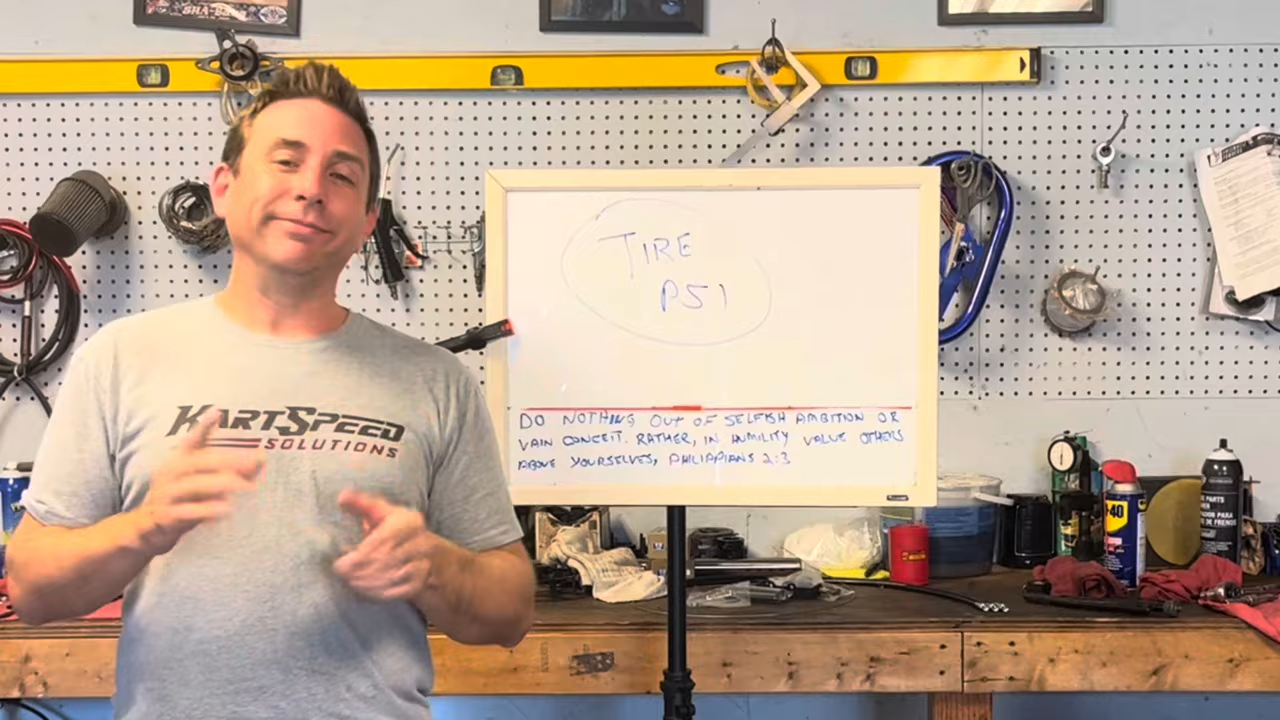 TIRE
PSI
DO NOTHING OUT OF SELFISH AMBITION OR
VAIN CONCEIT. RATHER, IN HUMILITY VALUE OTHERS
ABOVE YOURSELVES, PHILIPPIANS 2:3
KARTSPEED
SOLUTIONS
-40
PARTS